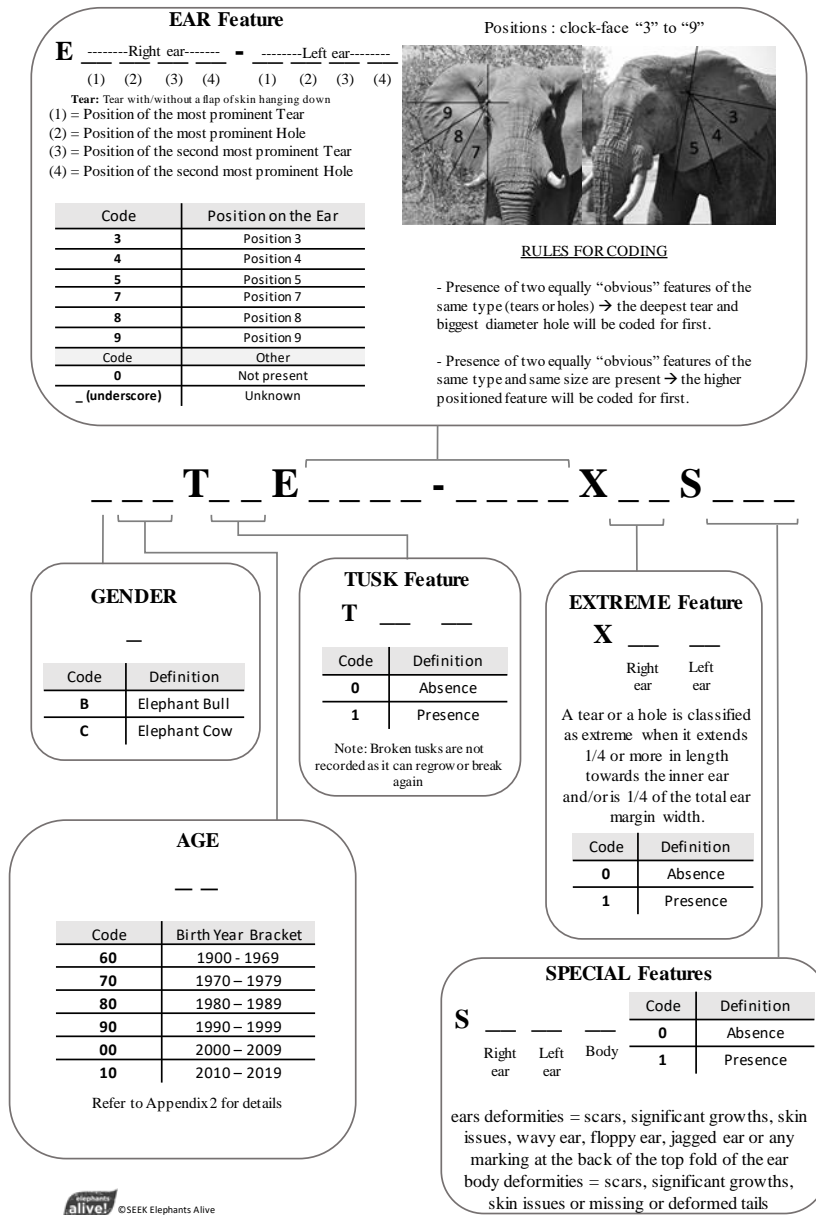 EAR Feature
E --------Right ear------- - --------Left ear--------
(1) (2) (3) (4) (1) (2) (3) (4)
Tear: Tear with/without a flap of skin hanging down
(1) = Position of the most prominent Tear
(2) = Position of the most prominent Hole
(3) = Position of the second most prominent Tear
(4) = Position of the second most prominent Hole
Code Position on the Ear
3 Position 3
4 Position 4
5 Position 5
7 Position 7
8 Position 8
9 Position 9
Code Other
0 Not present
_ (underscore) Unknown
Positions : clock-face “3” to “9”
9
8
7
3
4
5
RULES FOR CODING
- Presence of two equally “obvious” features of the
same type (tears or holes) → the deepest tear and
biggest diameter hole will be coded for first.
- Presence of two equally “obvious” features of the
same type and same size are present → the higher
positioned feature will be coded for first.
_ _ _ T _ _ E _ _ _ _ - _ _ _ _ X _ _ S _ _ _
GENDER
_
Code Definition
B Elephant Bull
C Elephant Cow
TUSK Feature
T __ __
Code Definition
0 Absence
1 Presence
Note: Broken tusks are not
recorded as it can regrow or break
again
EXTREME Feature
X __ __
Right Left
ear ear
A tear or a hole is classified
as extreme when it extends
1/4 or more in length
towards the inner ear
and/or is 1/4 of the total ear
margin width.
Code Definition
0 Absence
1 Presence
AGE
_ _
Code Birth Year Bracket
60 1900 - 1969
70 1970 – 1979
80 1980 – 1989
90 1990 – 1999
00 2000 – 2009
10 2010 – 2019
Refer to Appendix 2 for details
SPECIAL Features
S __ __ __
Right Left Body
ear ear
Code Definition
0 Absence
1 Presence
ears deformities = scars, significant growths, skin
issues, wavy ear, floppy ear, jagged ear or any
marking at the back of the top fold of the ear
body deformities = scars, significant growths,
skin issues or missing or deformed tails
elephants
alive! ©SEEK Elephants Alive